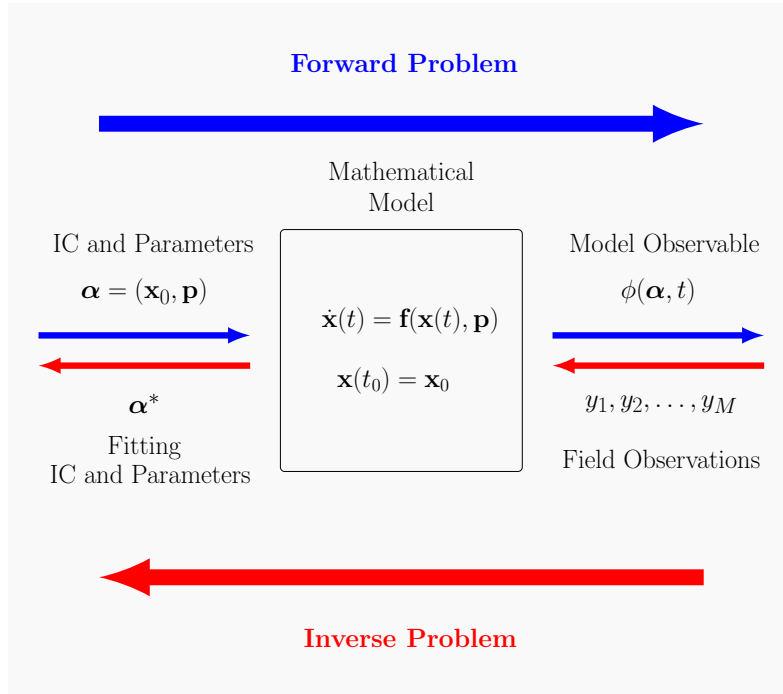 Forward Problem
Mathematical
Model
IC and Parameters
𝜶 = (𝐱₀, 𝐩)
𝐱̇(t) = 𝐟(𝐱(t), 𝐩)
𝐱(t₀) = 𝐱₀
Model Observable
ϕ(𝜶, t)
𝜶*
Fitting
IC and Parameters
y₁, y₂, . . . , y_M
Field Observations
Inverse Problem